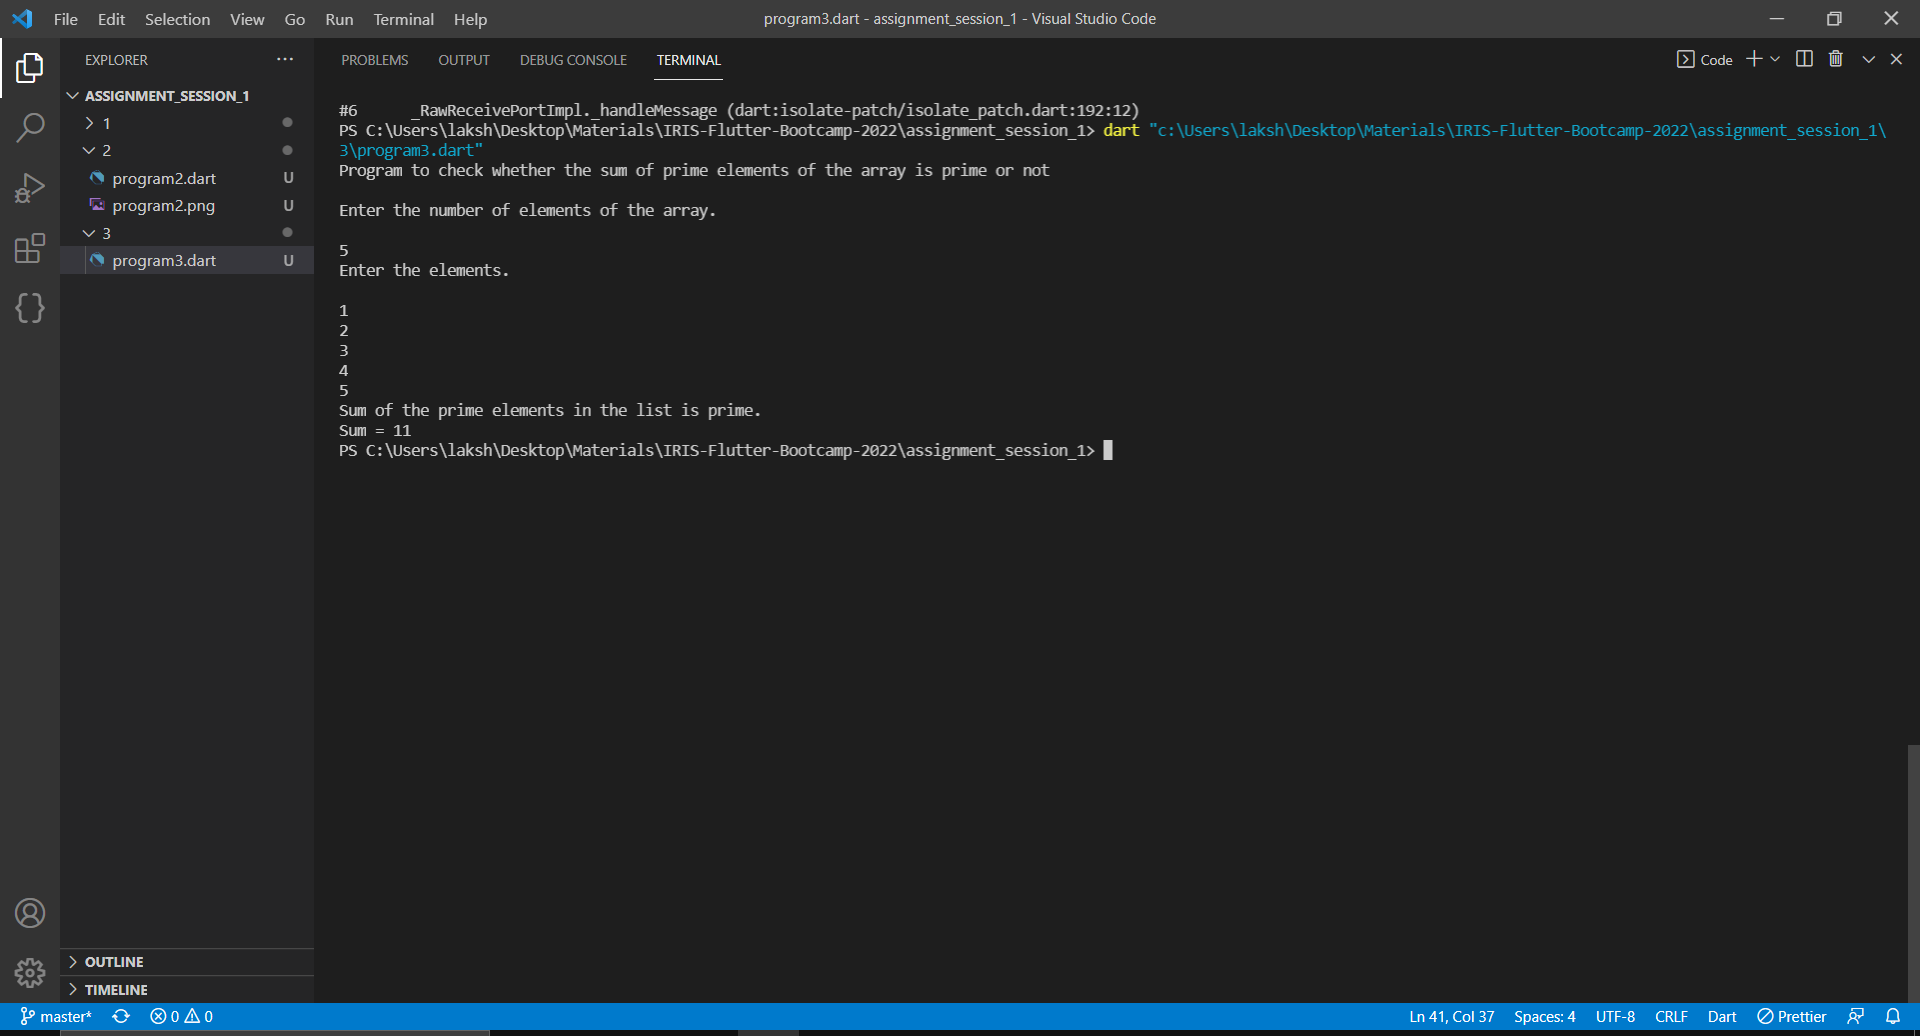 File Edit Selection View Go Run Terminal Help
program3.dart - assignment_session_1 - Visual Studio Code
EXPLORER
ASSIGNMENT_SESSION_1
1
2
program2.dart U
program2.png U
3
program3.dart U
OUTLINE
TIMELINE
PROBLEMS OUTPUT DEBUG CONSOLE TERMINAL
Code
#6      _RawReceivePortImpl._handleMessage (dart:isolate-patch/isolate_patch.dart:192:12)
PS C:\Users\laksh\Desktop\Materials\IRIS-Flutter-Bootcamp-2022\assignment_session_1> dart "c:\Users\laksh\Desktop\Materials\IRIS-Flutter-Bootcamp-2022\assignment_session_1\
3\program3.dart"
Program to check whether the sum of prime elements of the array is prime or not
Enter the number of elements of the array.
5
Enter the elements.
1
2
3
4
5
Sum of the prime elements in the list is prime.
Sum = 11
PS C:\Users\laksh\Desktop\Materials\IRIS-Flutter-Bootcamp-2022\assignment_session_1>
master* 0 0
Ln 41, Col 37 Spaces: 4 UTF-8 CRLF Dart Prettier